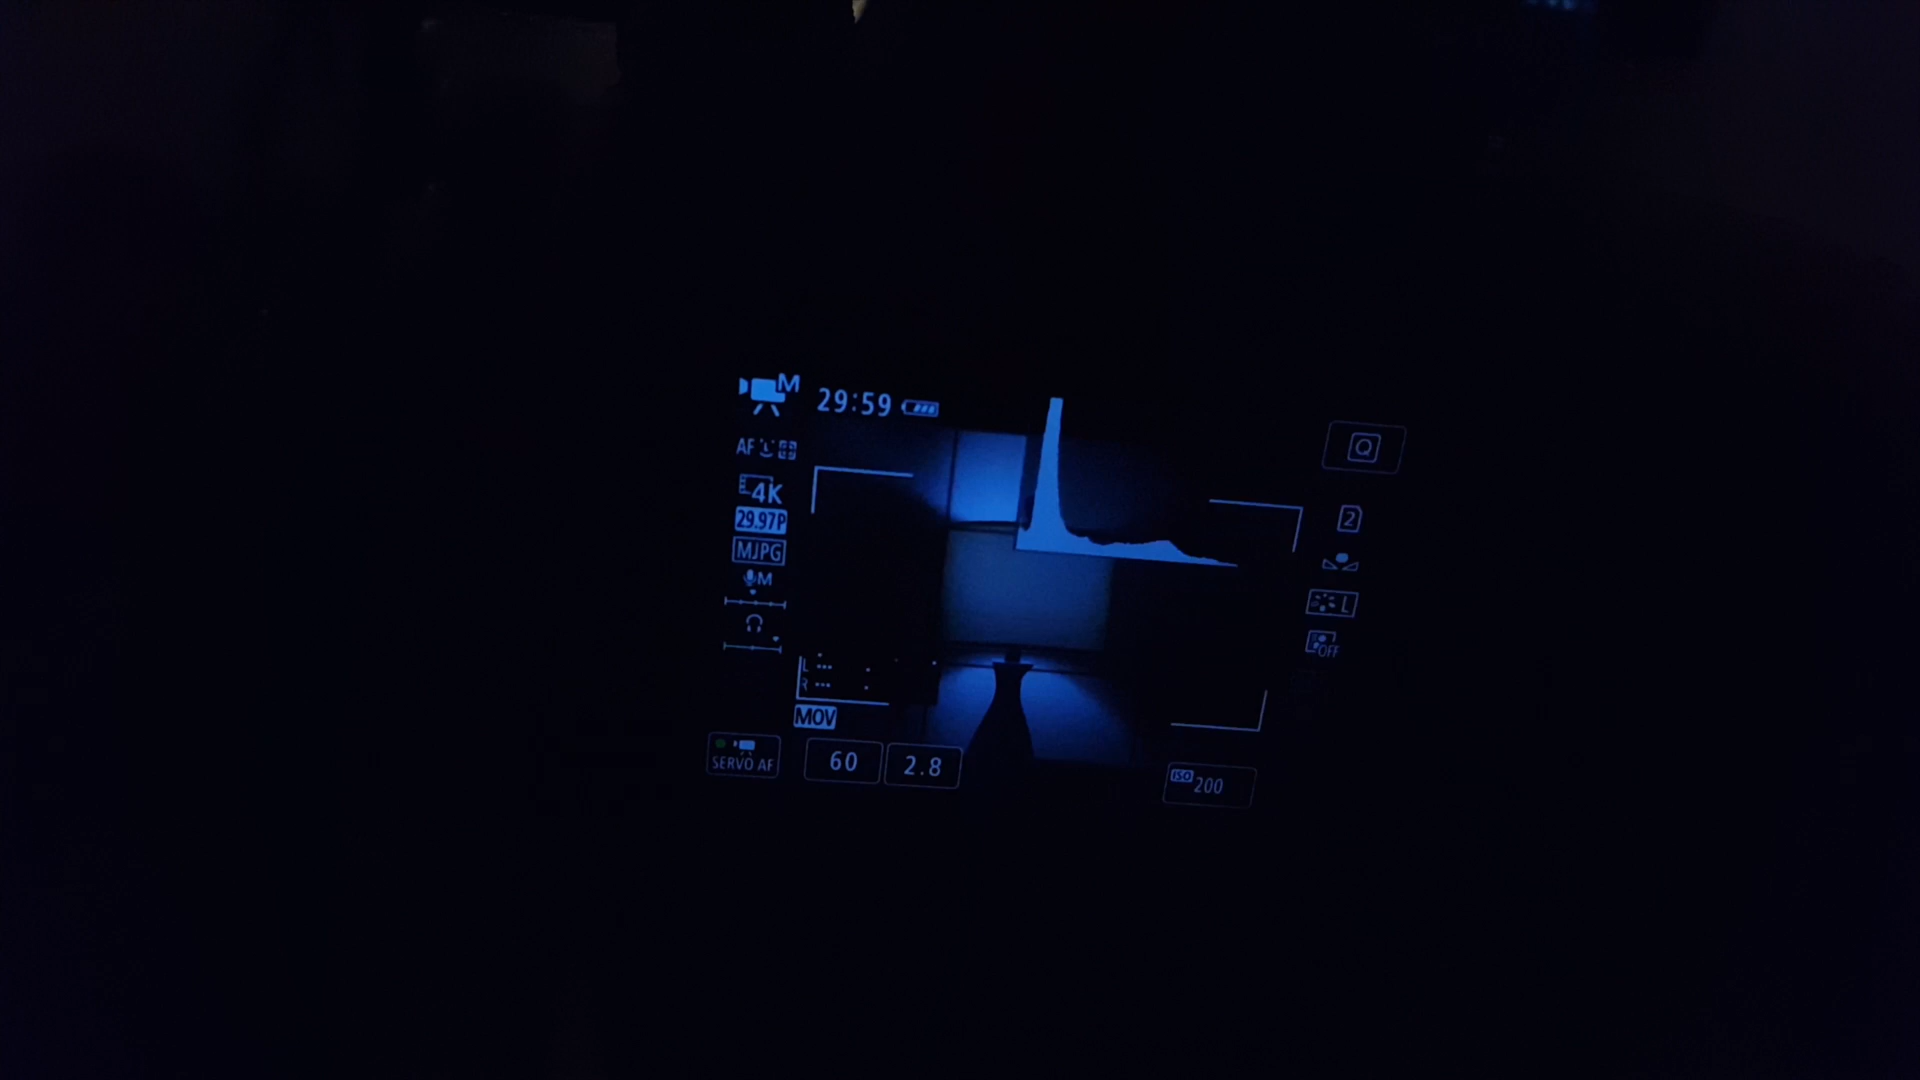 M 29:59
AF
4K
29.97P
MJPG
M
L
R
MOV
SERVO AF
60
2.8
ISO 200
Q
2
L
OFF